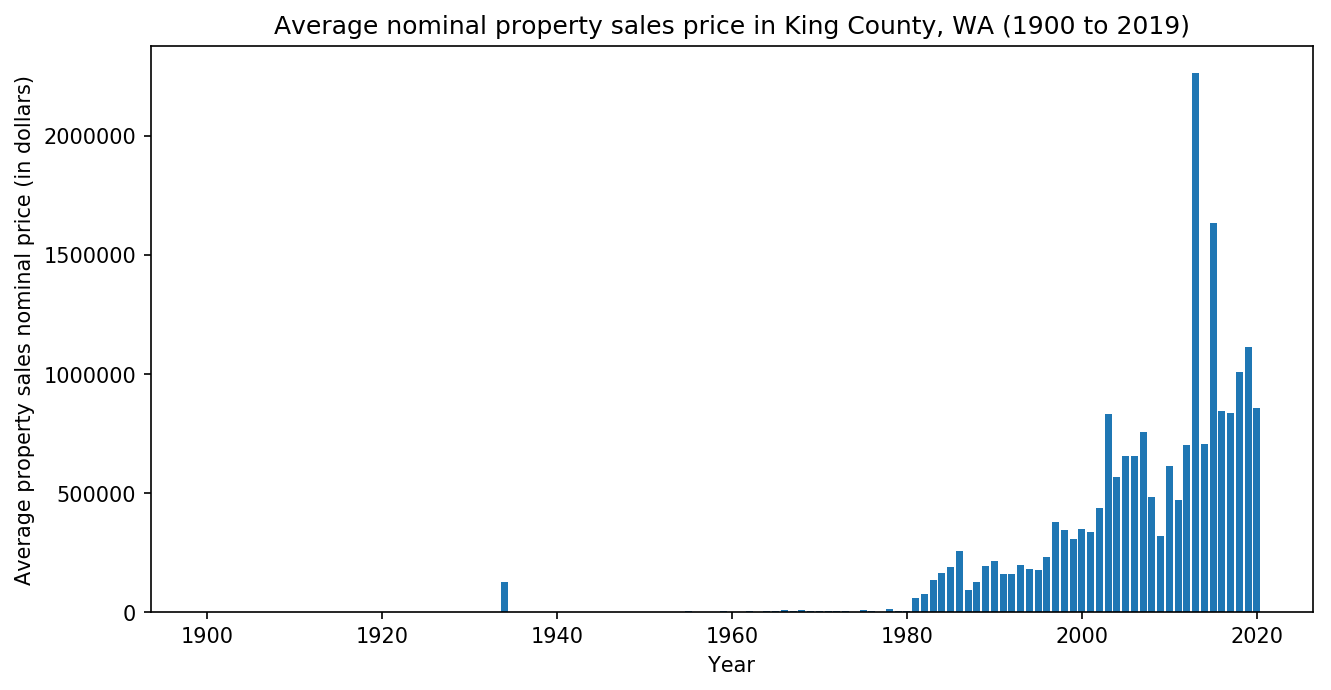 Average nominal property sales price in King County, WA (1900 to 2019)
Average property sales nominal price (in dollars)
2000000
1500000
1000000
500000
0
1900 1920 1940 1960 1980 2000 2020
Year